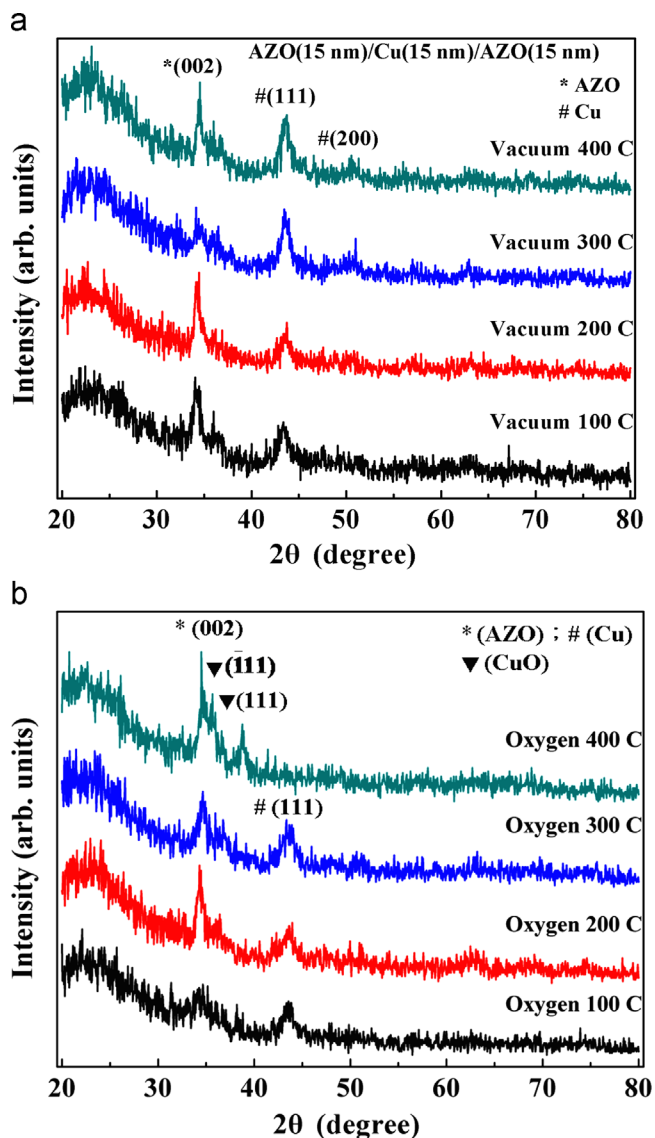 a
AZO(15 nm)/Cu(15 nm)/AZO(15 nm)
*(002)
* AZO
#(111)
# Cu
#(200)
Vacuum 400 C
Vacuum 300 C
Vacuum 200 C
Vacuum 100 C
Intensity (arb. units)
20 30 40 50 60 70 80
2θ (degree)
b
* (002)
*(AZO) ; # (Cu)
▼(1̄11)
▼(CuO)
▼(111)
Oxygen 400 C
# (111)
Oxygen 300 C
Oxygen 200 C
Oxygen 100 C
Intensity (arb. units)
20 30 40 50 60 70 80
2θ (degree)